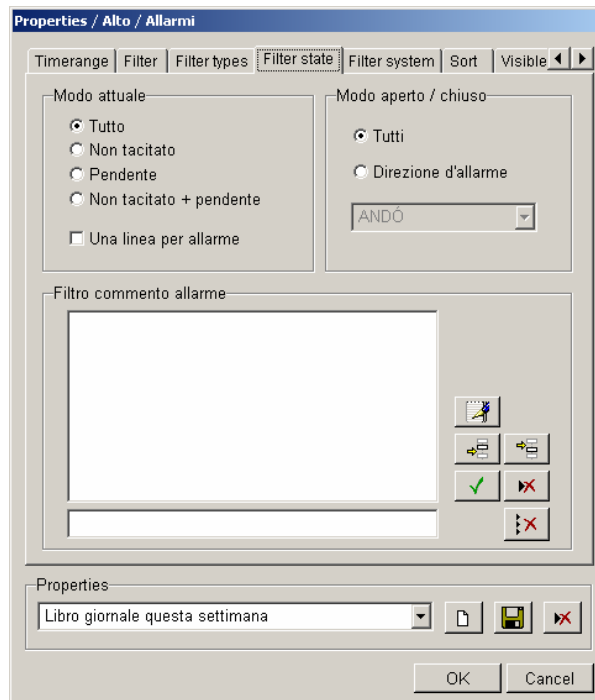 Properties / Alto / Allarmi
Timerange Filter Filter types Filter state Filter system Sort Visible
Modo attuale
Tutto
Non tacitato
Pendente
Non tacitato + pendente
Una linea per allarme
Modo aperto / chiuso
Tutti
Direzione d'allarme
ANDÓ
Filtro commento allarme
Properties
Libro giornale questa settimana
OK Cancel